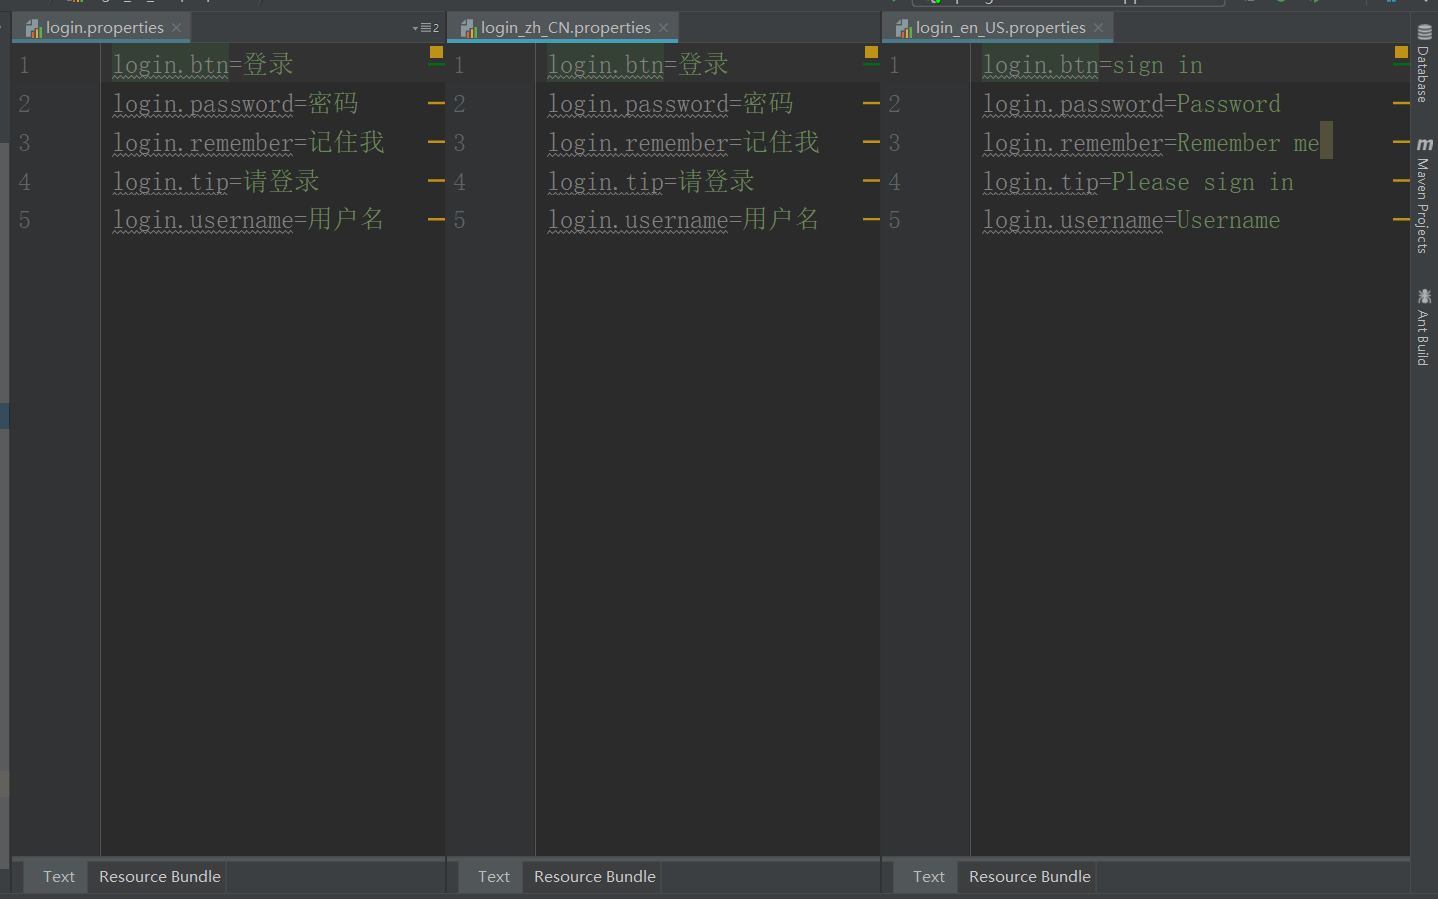 login.properties
2
login_zh_CN.properties
login_en_US.properties
1 login.btn=登录
2 login.password=密码
3 login.remember=记住我
4 login.tip=请登录
5 login.username=用户名
1 login.btn=登录
2 login.password=密码
3 login.remember=记住我
4 login.tip=请登录
5 login.username=用户名
1 login.btn=sign in
2 login.password=Password
3 login.remember=Remember me
4 login.tip=Please sign in
5 login.username=Username
Database
m Maven Projects
Ant Build
Text Resource Bundle
Text Resource Bundle
Text Resource Bundle